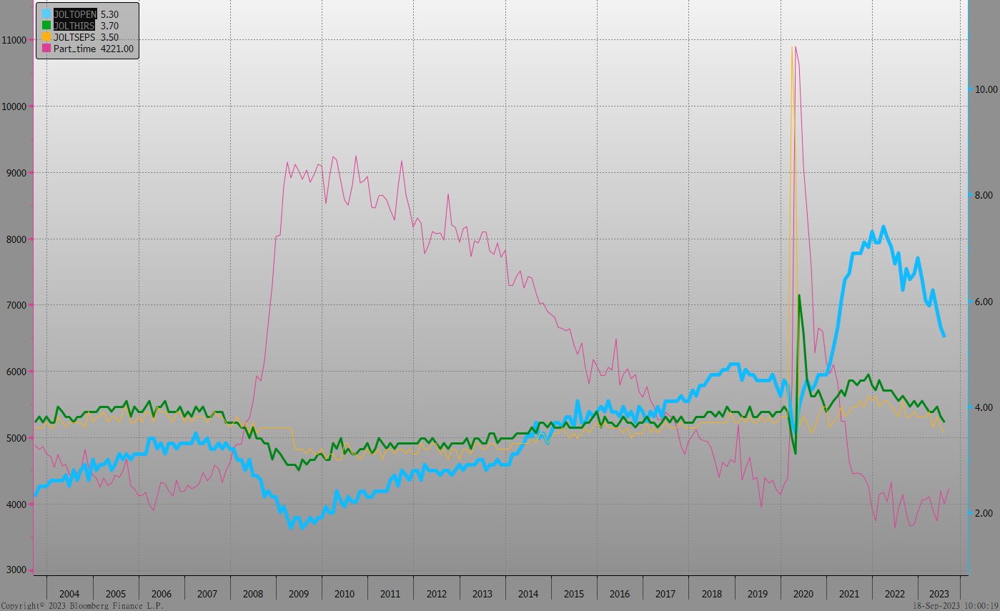 JOLTOPEN 5.30
JOLTHIRS 3.70
JOLTSEPS 3.50
Part_time 4221.00
11000
10000
9000
8000
7000
6000
5000
4000
3000
10.00
8.00
6.00
4.00
2.00
2004 2005 2006 2007 2008 2009 2010 2011 2012 2013 2014 2015 2016 2017 2018 2019 2020 2021 2022 2023
Copyright© 2023 Bloomberg Finance L.P. 18-Sep-2023 10:00:19